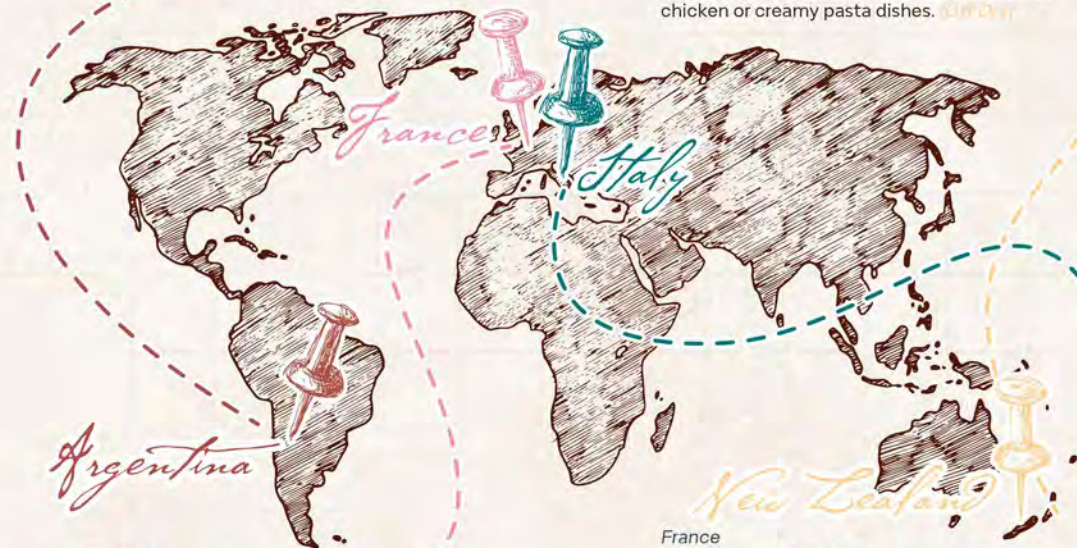 chicken or creamy pasta dishes.
France
Italy
Argentina
New Zealand
France